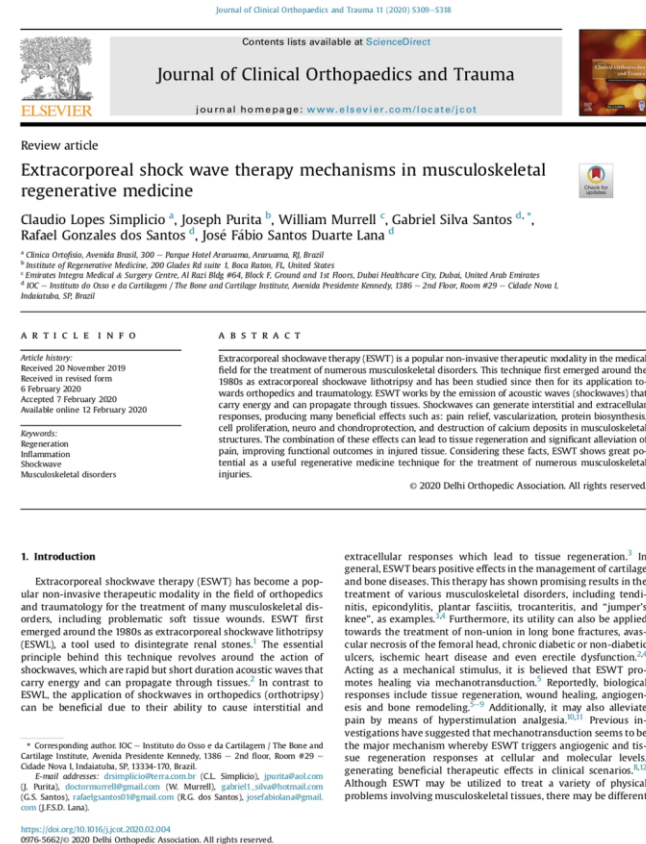 Journal of Clinical Orthopaedics and Trauma 11 (2020) S309–S318
Contents lists available at ScienceDirect
Journal of Clinical Orthopaedics and Trauma
journal homepage: www.elsevier.com/locate/jcot
ELSEVIER
Clinical Orthopaedics
and Trauma
Review article
Extracorporeal shock wave therapy mechanisms in musculoskeletal
regenerative medicine
Check for
updates
Claudio Lopes Simplicio a, Joseph Purita b, William Murrell c, Gabriel Silva Santos d, *,
Rafael Gonzales dos Santos d, José Fábio Santos Duarte Lana d
a Clinica Ortofisio, Avenida Brasil, 300 – Parque Hotel Araruama, Araruama, RJ, Brazil
b Institute of Regenerative Medicine, 200 Glades Rd suite 1, Boca Raton, FL, United States
c Emirates Integra Medical & Surgery Centre, Al Razi Bldg #64, Block F, Ground and 1st Floors, Dubai Healthcare City, Dubai, United Arab Emirates
d IOC – Instituto do Osso e da Cartilagem / The Bone and Cartilage Institute, Avenida Presidente Kennedy, 1386 – 2nd Floor, Room #29 – Cidade Nova I,
Indaiatuba, SP, Brazil
ARTICLE INFO
Article history:
Received 20 November 2019
Received in revised form
6 February 2020
Accepted 7 February 2020
Available online 12 February 2020
Keywords:
Regeneration
Inflammation
Shockwave
Musculoskeletal disorders
ABSTRACT
Extracorporeal shockwave therapy (ESWT) is a popular non-invasive therapeutic modality in the medical
field for the treatment of numerous musculoskeletal disorders. This technique first emerged around the
1980s as extracorporeal shockwave lithotripsy and has been studied since then for its application to-
wards orthopedics and traumatology. ESWT works by the emission of acoustic waves (shockwaves) that
carry energy and can propagate through tissues. Shockwaves can generate interstitial and extracellular
responses, producing many beneficial effects such as: pain relief, vascularization, protein biosynthesis,
cell proliferation, neuro and chondroprotection, and destruction of calcium deposits in musculoskeletal
structures. The combination of these effects can lead to tissue regeneration and significant alleviation of
pain, improving functional outcomes in injured tissue. Considering these facts, ESWT shows great po-
tential as a useful regenerative medicine technique for the treatment of numerous musculoskeletal
injuries.
© 2020 Delhi Orthopedic Association. All rights reserved.
1. Introduction
Extracorporeal shockwave therapy (ESWT) has become a pop-
ular non-invasive therapeutic modality in the field of orthopedics
and traumatology for the treatment of many musculoskeletal dis-
orders, including problematic soft tissue wounds. ESWT first
emerged around the 1980s as extracorporeal shockwave lithotripsy
(ESWL), a tool used to disintegrate renal stones.1 The essential
principle behind this technique revolves around the action of
shockwaves, which are rapid but short duration acoustic waves that
carry energy and can propagate through tissues.2 In contrast to
ESWL, the application of shockwaves in orthopedics (orthotripsy)
can be beneficial due to their ability to cause interstitial and
* Corresponding author. IOC – Instituto do Osso e da Cartilagem / The Bone and
Cartilage Institute, Avenida Presidente Kennedy, 1386 – 2nd floor, Room #29 –
Cidade Nova I, Indaiatuba, SP, 13334-170, Brazil.
E-mail addresses: drsimplicio@terra.com.br (C.L. Simplicio), jpurita@aol.com
(J. Purita), doctormurrell@gmail.com (W. Murrell), gabriel1_silva@hotmail.com
(G.S. Santos), rafaelgsantos01@gmail.com (R.G. dos Santos), josefabiolana@gmail.
com (J.F.S.D. Lana).
extracellular responses which lead to tissue regeneration.3 In
general, ESWT bears positive effects in the management of cartilage
and bone diseases. This therapy has shown promising results in the
treatment of various musculoskeletal disorders, including tendi-
nitis, epicondylitis, plantar fasciitis, trocanteritis, and “jumper's
knee”, as examples.3,4 Furthermore, its utility can also be applied
towards the treatment of non-union in long bone fractures, avas-
cular necrosis of the femoral head, chronic diabetic or non-diabetic
ulcers, ischemic heart disease and even erectile dysfunction.2,4
Acting as a mechanical stimulus, it is believed that ESWT pro-
motes healing via mechanotransduction.5 Reportedly, biological
responses include tissue regeneration, wound healing, angiogen-
esis and bone remodeling.5–9 Additionally, it may also alleviate
pain by means of hyperstimulation analgesia.10,11 Previous in-
vestigations have suggested that mechanotransduction seems to be
the major mechanism whereby ESWT triggers angiogenic and tis-
sue regeneration responses at cellular and molecular levels,
generating beneficial therapeutic effects in clinical scenarios.8,12
Although ESWT may be utilized to treat a variety of physical
problems involving musculoskeletal tissues, there may be different
https://doi.org/10.1016/j.jcot.2020.02.004
0976-5662/© 2020 Delhi Orthopedic Association. All rights reserved.